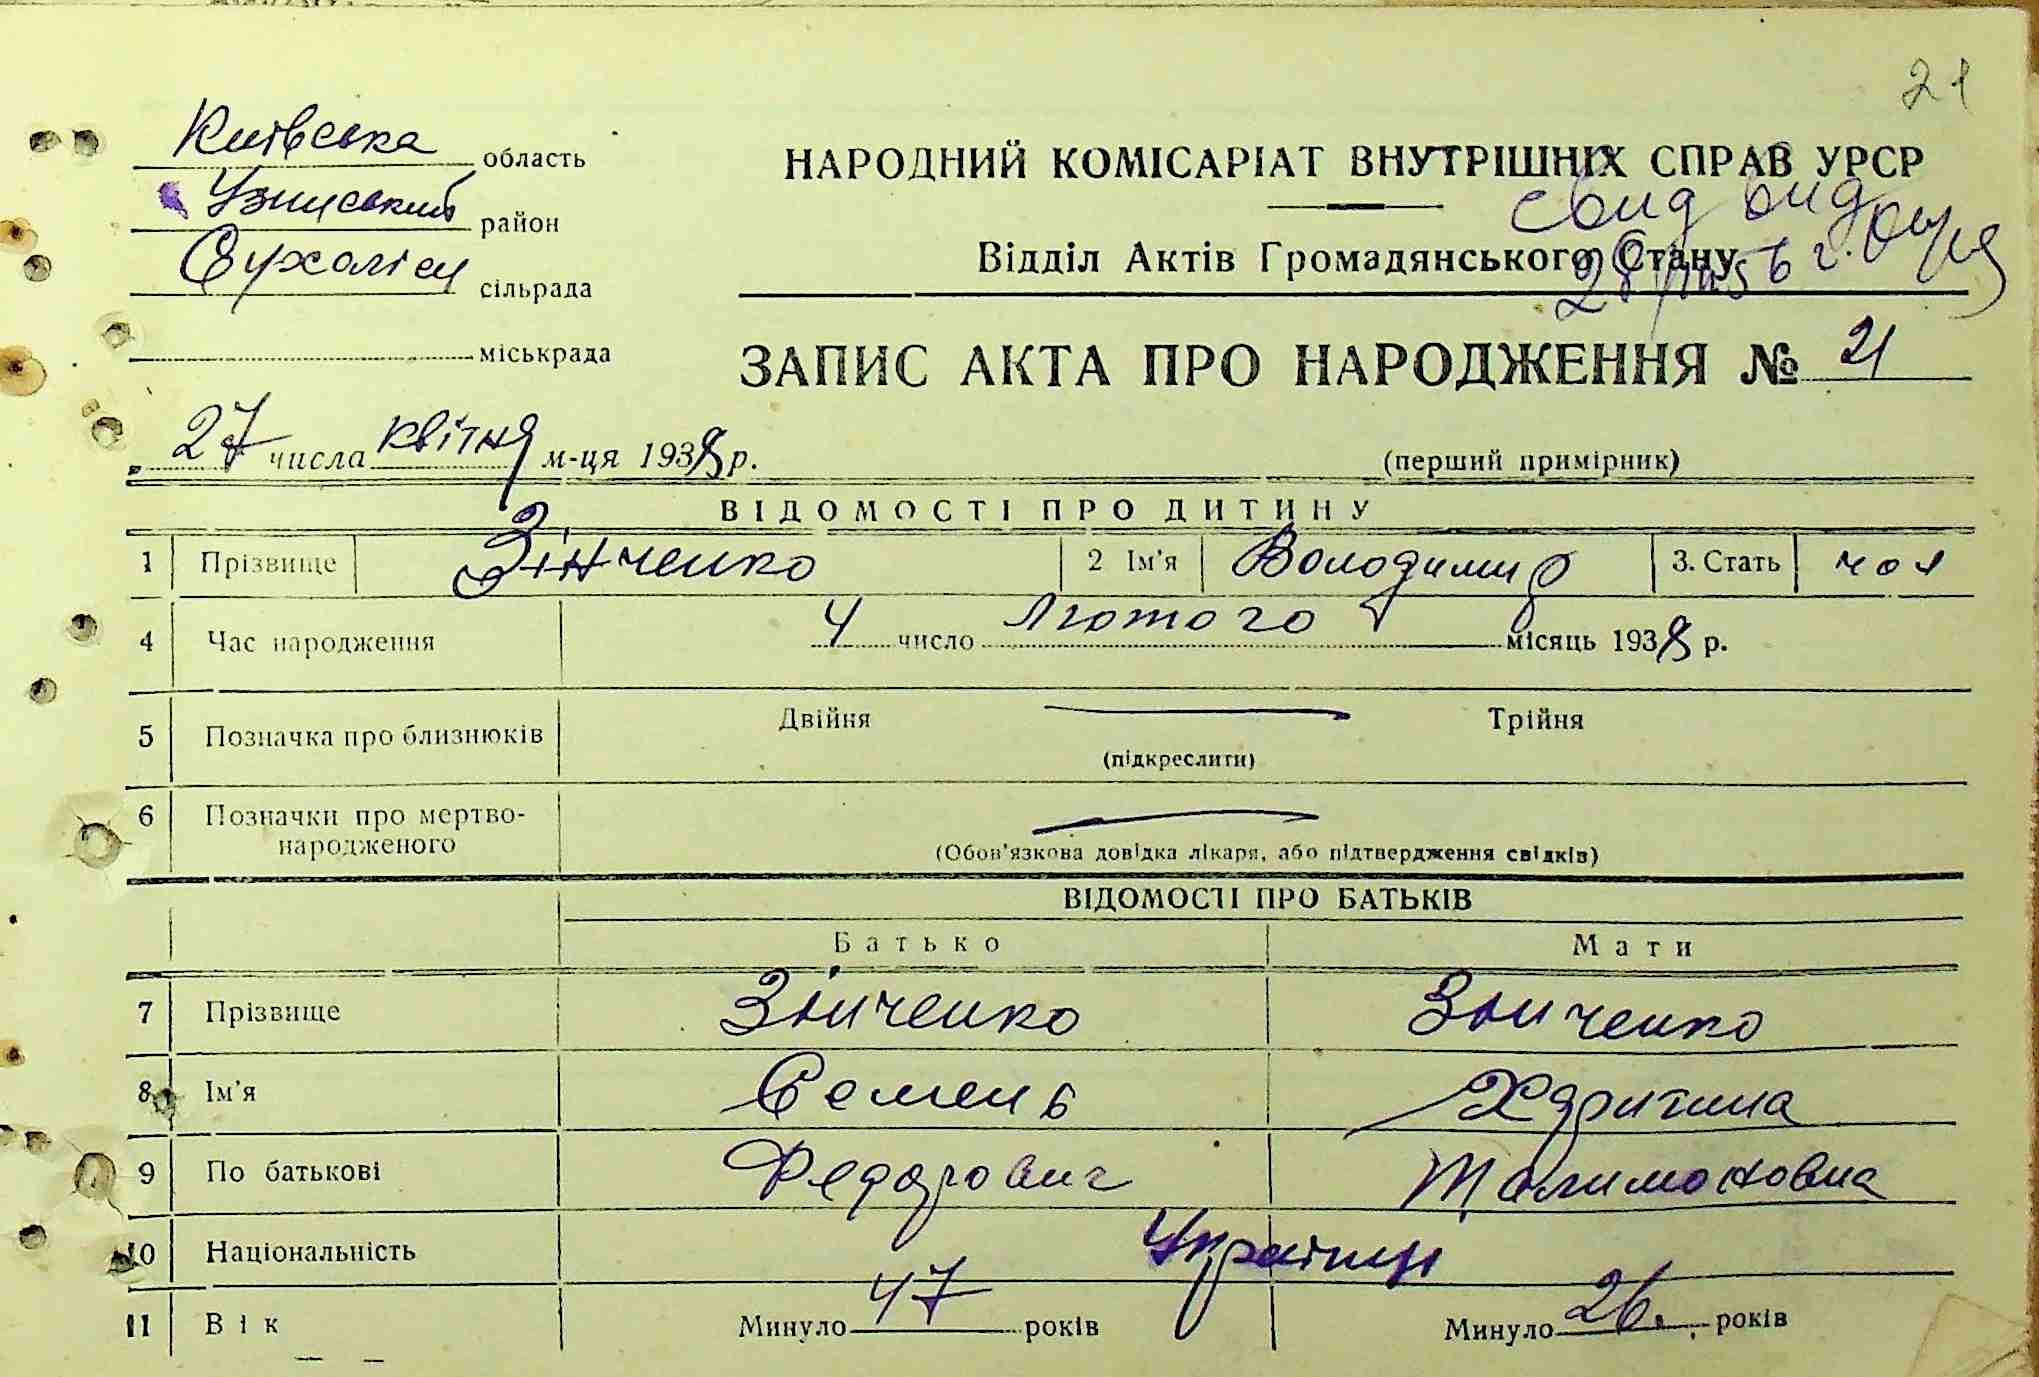 21
Київська область
Узинський район
Сухоліси сільрада
міськрада
НАРОДНИЙ КОМІСАРІАТ ВНУТРІШНІХ СПРАВ УРСР
Відділ Актів Громадянського Стану
свид выд
ЗАПИС АКТА ПРО НАРОДЖЕННЯ № 21
27 числа квітня м-ця 1938 р.
(перший примірник)
ВІДОМОСТІ ПРО ДИТИНУ
1 Прізвище Зінченко 2 Ім'я Володимир 3. Стать чол
4 Час народження 4 число Лютого місяць 1938 р.
5 Позначка про близнюків Двійня Трійня
(підкреслити)
6 Позначки про мертво-
народженого
(Обов'язкова довідка лікаря, або підтвердження свідків)
ВІДОМОСТІ ПРО БАТЬКІВ
Батько Мати
7 Прізвище Зінченко Зінченко
8 Ім'я Семень
9 По батькові Федорович
10 Національність Українці
11 Вік Минуло 47 років Минуло 26 років